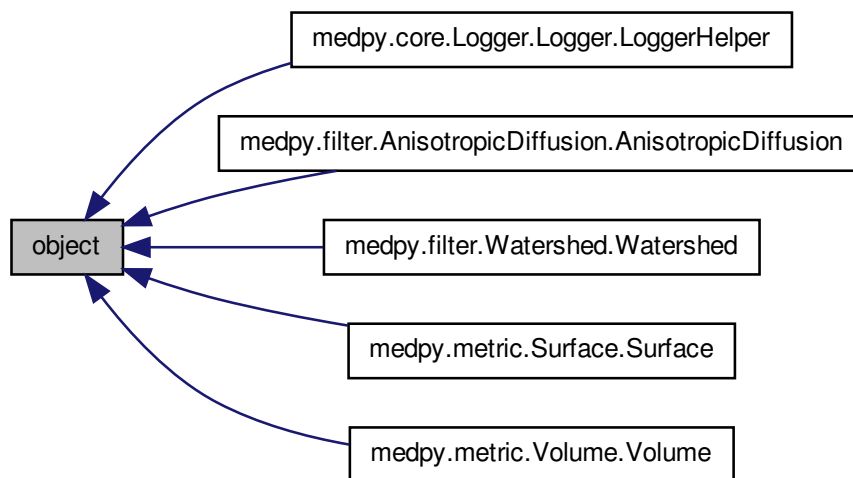 medpy.core.Logger.Logger.LoggerHelper
medpy.filter.AnisotropicDiffusion.AnisotropicDiffusion
object
medpy.filter.Watershed.Watershed
medpy.metric.Surface.Surface
medpy.metric.Volume.Volume